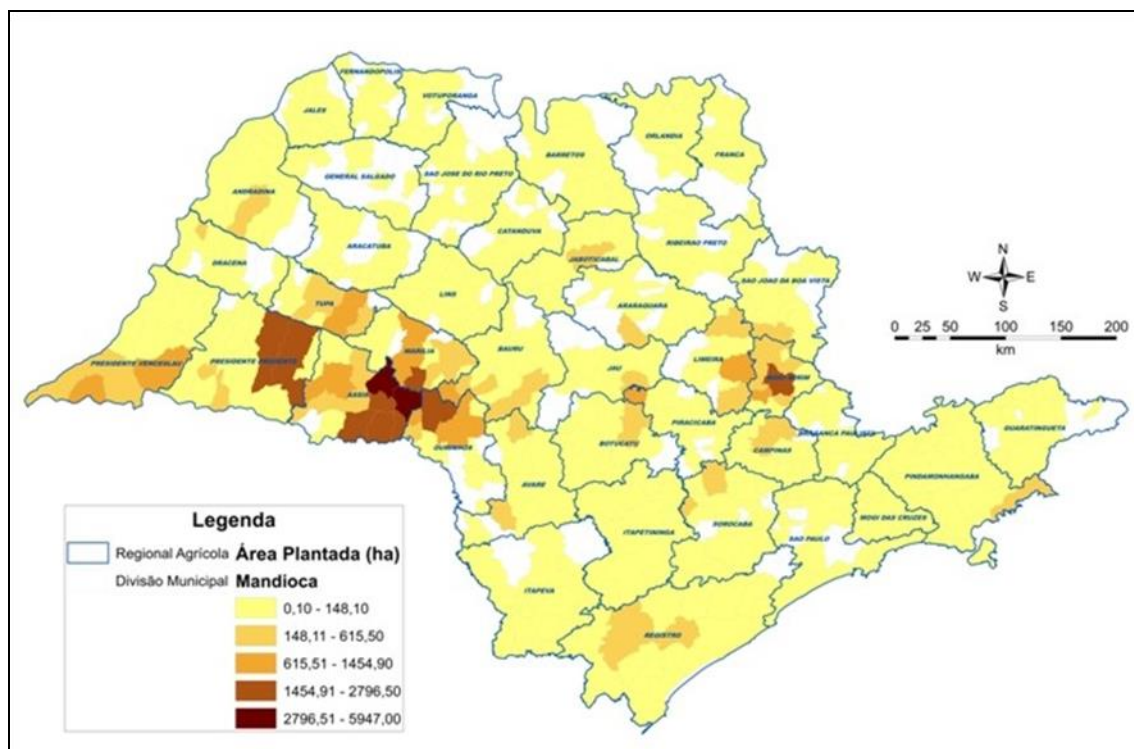 FERNANDOPOLIS
VOTUPORANGA
JALES
ORLANDIA
BARRETOS
FRANCA
GENERAL SALGADO
SAO JOSE DO RIO PRETO
ANDRADINA
CATANDUVA
RIBEIRAO PRETO
ARACATUBA
JABOTICABAL
DRACENA
SAO JOAO DA BOA VISTA
LINS
TUPA
ARARAQUARA
N
W E
S
0 25 50 100 150 200
km
MARILIA
BAURU
LIMEIRA
PRESIDENTE VENCESLAU
PRESIDENTE PRUDENTE
JAU
MOGI MIRIM
ASSIS
PIRACICABA
GUARATINGUETA
BRAGANCA PAULISTA
BOTUCATU
OURINHOS
CAMPINAS
PINDAMONHANGABA
AVARE
MOGI DAS CRUZES
SOROCABA
ITAPETININGA
SAO PAULO
ITAPEVA
REGISTRO
Legenda
Regional Agrícola Área Plantada (ha)
Divisão Municipal Mandioca
0,10 - 148,10
148,11 - 615,50
615,51 - 1454,90
1454,91 - 2796,50
2796,51 - 5947,00